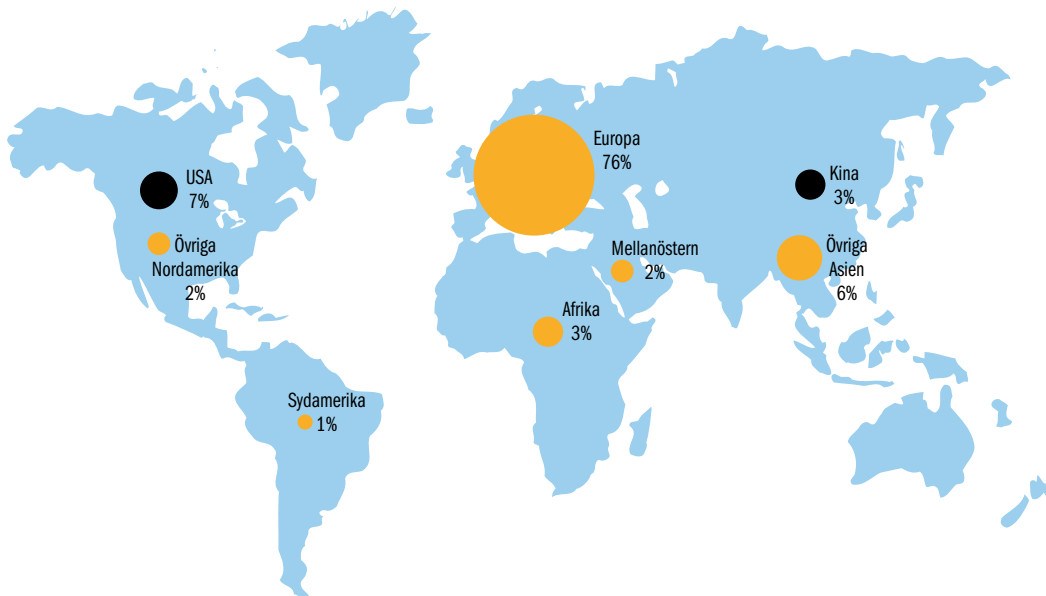 Europa
76%
USA
7%
Kina
3%
Övriga
Nordamerika
2%
Mellanöstern
2%
Övriga
Asien
6%
Afrika
3%
Sydamerika
1%